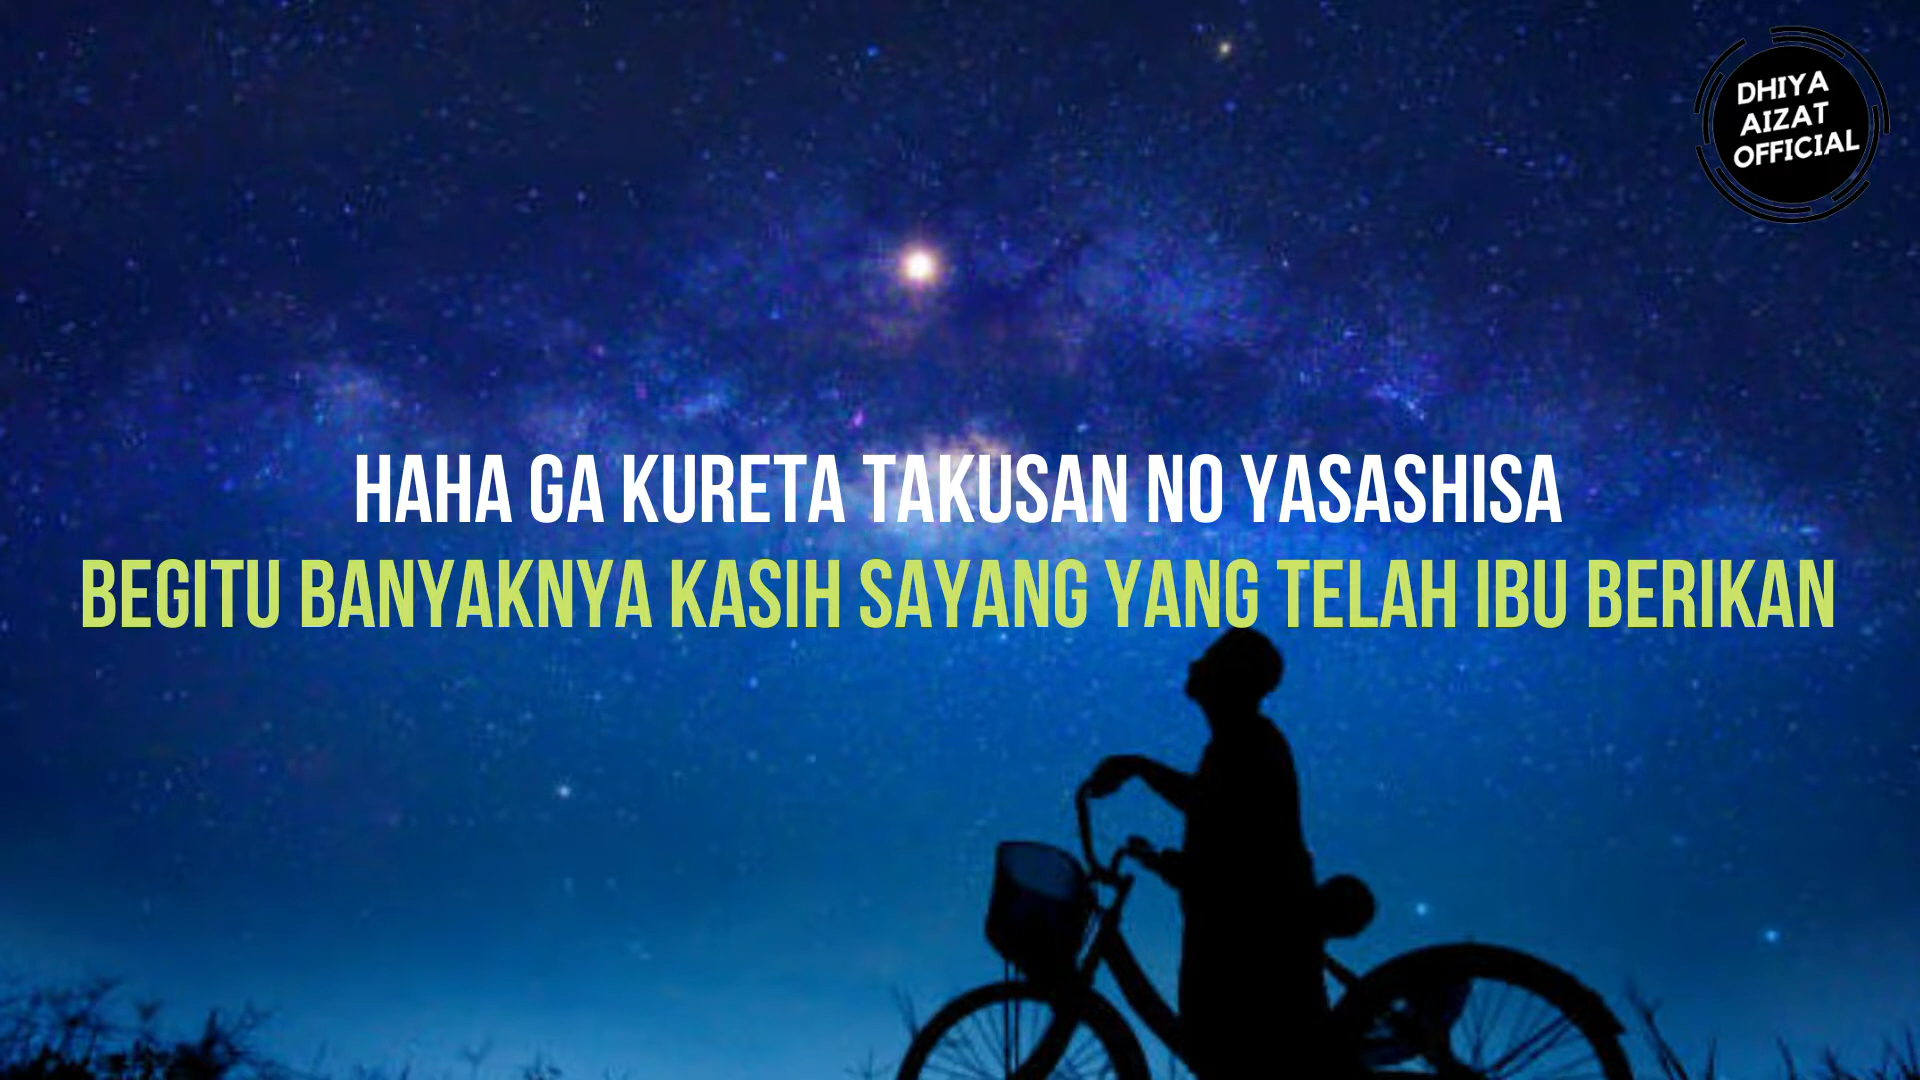 DHIYA
AIZAT
OFFICIAL
HAHA GA KURETA TAKUSAN NO YASASHISA
BEGITU BANYAKNYA KASIH SAYANG YANG TELAH IBU BERIKAN